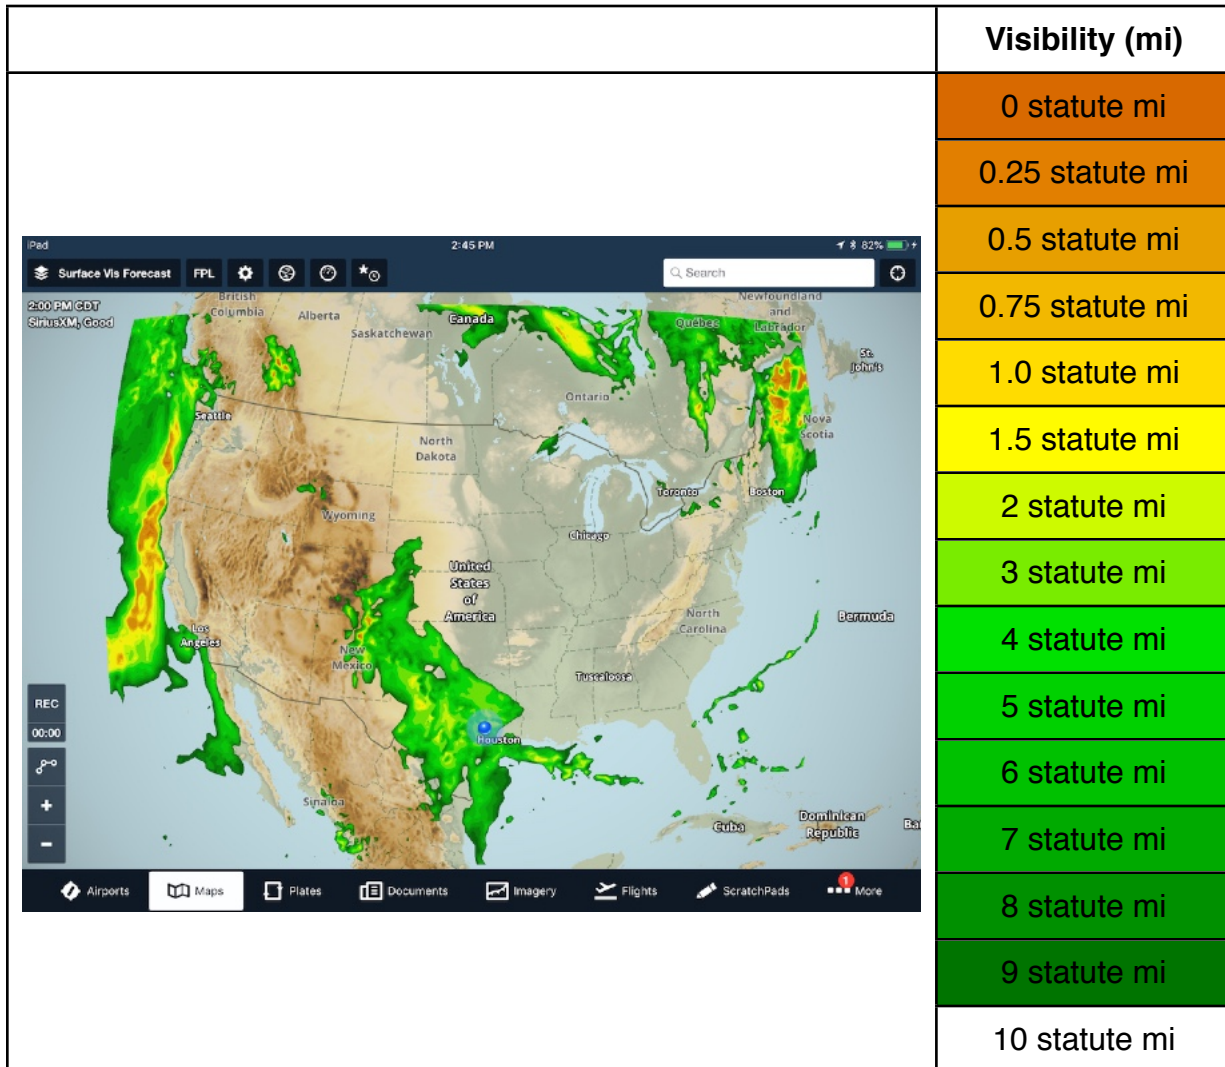 Visibility (mi)
0 statute mi
0.25 statute mi
0.5 statute mi
0.75 statute mi
1.0 statute mi
1.5 statute mi
2 statute mi
3 statute mi
4 statute mi
5 statute mi
6 statute mi
7 statute mi
8 statute mi
9 statute mi
10 statute mi
iPad
2:45 PM
82%
Surface Vis Forecast
FPL
Search
2:00 PM CDT
SiriusXM, Good
British
Columbia
Alberta
Saskatchewan
Canada
Québec
Newfoundland
and
Labrador
St.
John's
Ontario
Seattle
North
Dakota
Nova
Scotia
Toronto
Boston
Wyoming
Chicago
United
States
of
America
Los
Angeles
New
Mexico
North
Carolina
Bermuda
Tuscaloosa
Houston
Sinaloa
Cuba
Dominican
Republic
Ba
REC
00:00
+
−
Airports
Maps
Plates
Documents
Imagery
Flights
ScratchPads
1
More